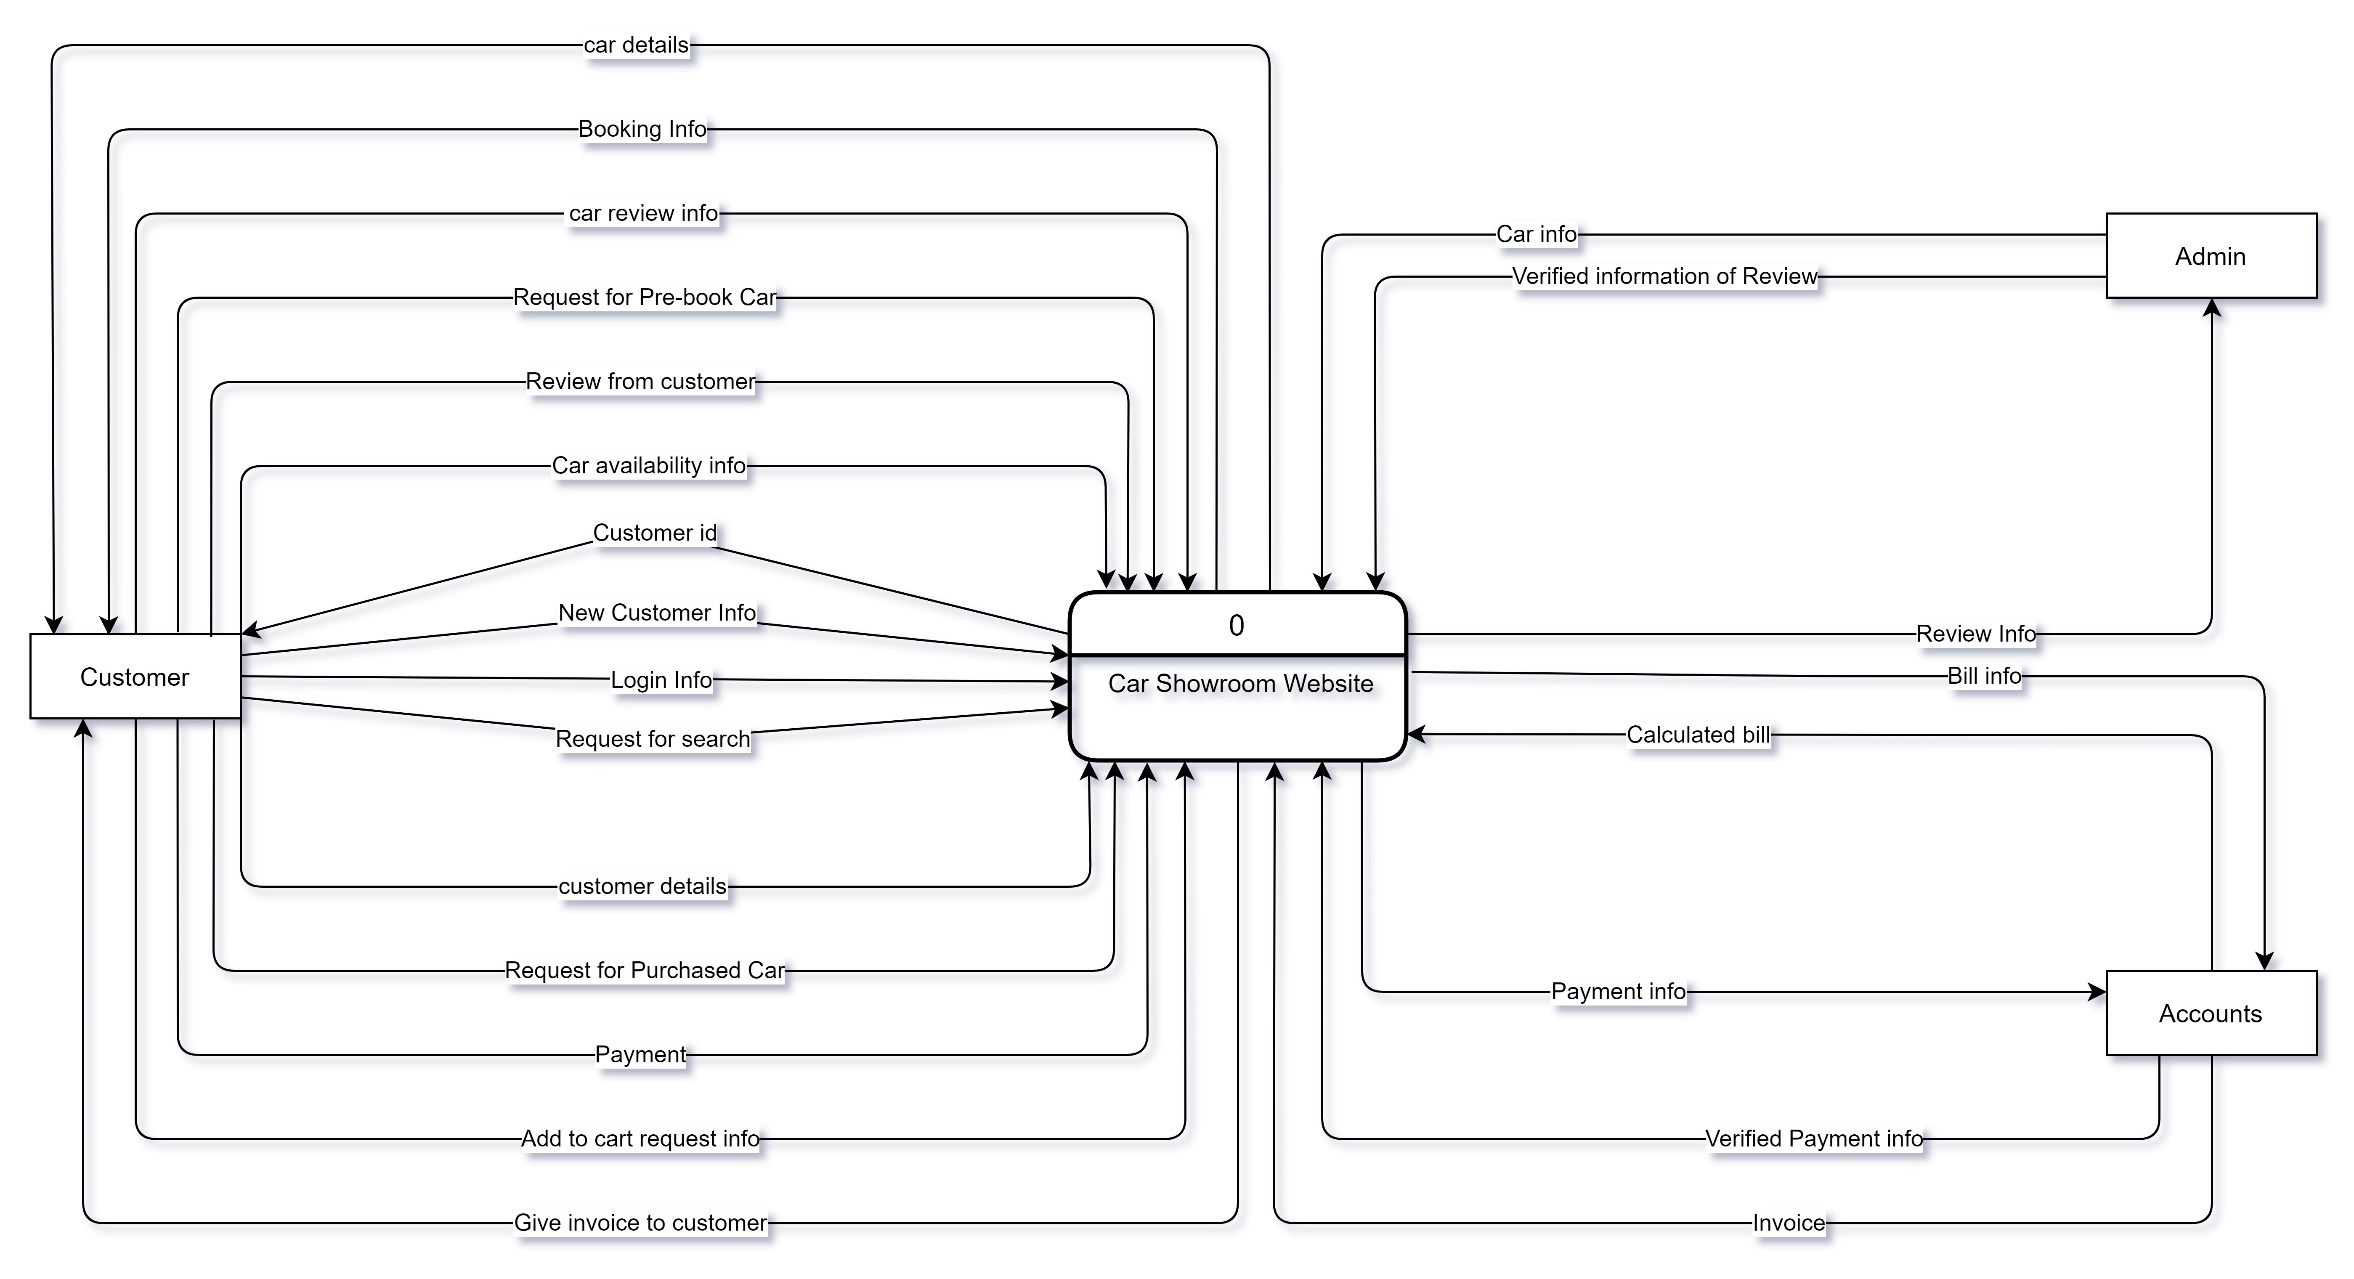 car details
Booking Info
car review info
Car info
Admin
Verified information of Review
Request for Pre-book Car
Review from customer
Car availability info
Customer id
New Customer Info
0
Review Info
Customer
Login Info
Car Showroom Website
Bill info
Request for search
Calculated bill
customer details
Request for Purchased Car
Payment info
Accounts
Payment
Add to cart request info
Verified Payment info
Give invoice to customer
Invoice